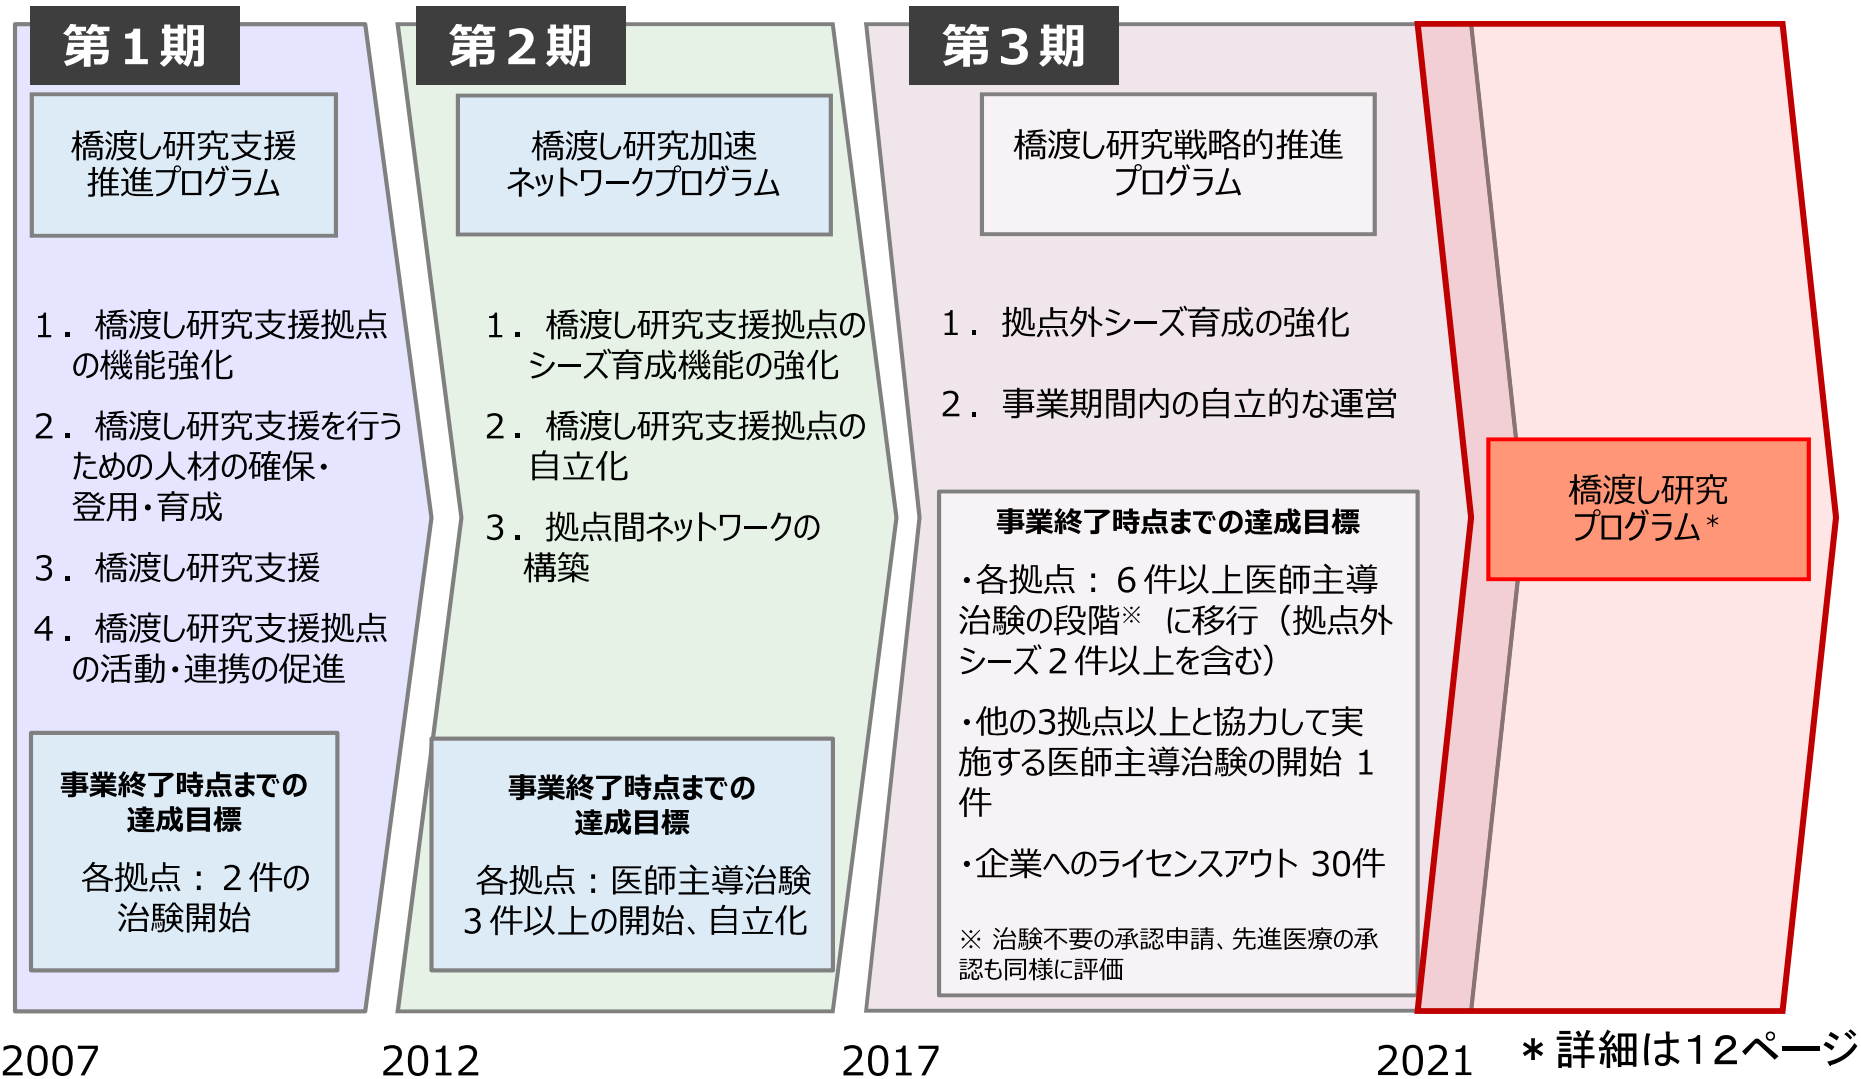 第１期
橋渡し研究支援
推進プログラム
１．橋渡し研究支援拠点
の機能強化
２．橋渡し研究支援を行う
ための人材の確保・
登用・育成
３．橋渡し研究支援
４．橋渡し研究支援拠点
の活動・連携の促進
事業終了時点までの
達成目標
各拠点：２件の
治験開始
第２期
橋渡し研究加速
ネットワークプログラム
１．橋渡し研究支援拠点の
シーズ育成機能の強化
２．橋渡し研究支援拠点の
自立化
３．拠点間ネットワークの
構築
事業終了時点までの
達成目標
各拠点：医師主導治験
３件以上の開始、自立化
第３期
橋渡し研究戦略的推進
プログラム
１．拠点外シーズ育成の強化
２．事業期間内の自立的な運営
事業終了時点までの達成目標
・各拠点：６件以上医師主導
治験の段階※ に移行（拠点外
シーズ２件以上を含む）
・他の3拠点以上と協力して実
施する医師主導治験の開始 1
件
・企業へのライセンスアウト 30件
※ 治験不要の承認申請、先進医療の承
認も同様に評価
橋渡し研究
プログラム*
2007
2012
2017
2021
＊詳細は12ページ